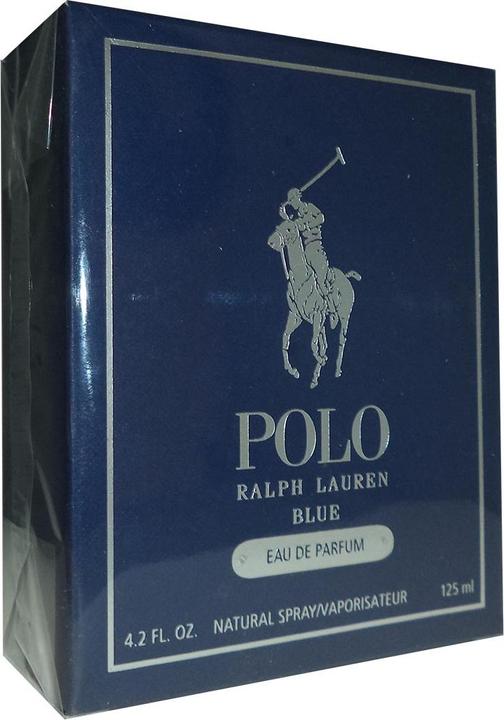 POLO
RALPH LAUREN
BLUE
EAU DE PARFUM
4.2 FL. OZ. NATURAL SPRAY/VAPORISATEUR 125 ml